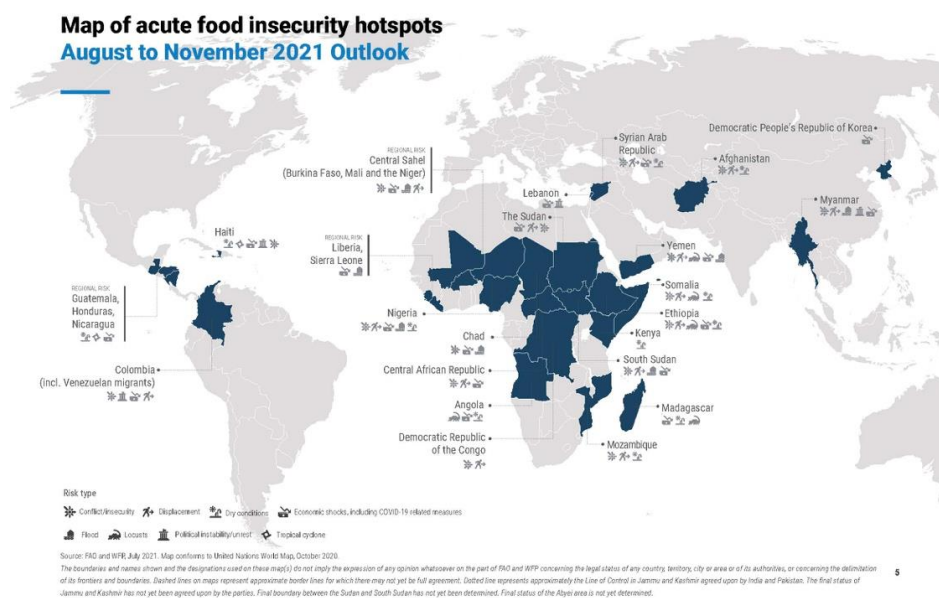 Map of acute food insecurity hotspots
August to November 2021 Outlook
REGIONAL RISK
Central Sahel
(Burkina Faso, Mali and the Niger)
Syrian Arab
Republic
Democratic People's Republic of Korea
Afghanistan
Lebanon
Myanmar
The Sudan
Haiti
REGIONAL RISK
Liberia,
Sierra Leone
Yemen
REGIONAL RISK
Guatemala,
Honduras,
Nicaragua
Somalia
Nigeria
Ethiopia
Kenya
Chad
South Sudan
Colombia
(incl. Venezuelan migrants)
Central African Republic
Angola
Madagascar
Democratic Republic
of the Congo
Mozambique
Risk type
Conflict/insecurity
Displacement
Dry conditions
Economic shocks, including COVID-19 related measures
Flood
Locusts
Political instability/unrest
Tropical cyclone
Source: FAO and WFP, July 2021. Map conforms to United Nations World Map, October 2020.
The boundaries and names shown and the designations used on these map(s) do not imply the expression of any opinion whatsoever on the part of FAO and WFP concerning the legal status of any country, territory, city or area or of its authorities, or concerning the delimitation
of its frontiers and boundaries. Dashed lines on maps represent approximate border lines for which there may not yet be full agreement. Dotted line represents approximately the Line of Control in Jammu and Kashmir agreed upon by India and Pakistan. The final status of
Jammu and Kashmir has not yet been agreed upon by the parties. Final boundary between the Sudan and South Sudan has not yet been determined. Final status of the Abyei area is not yet determined.
5